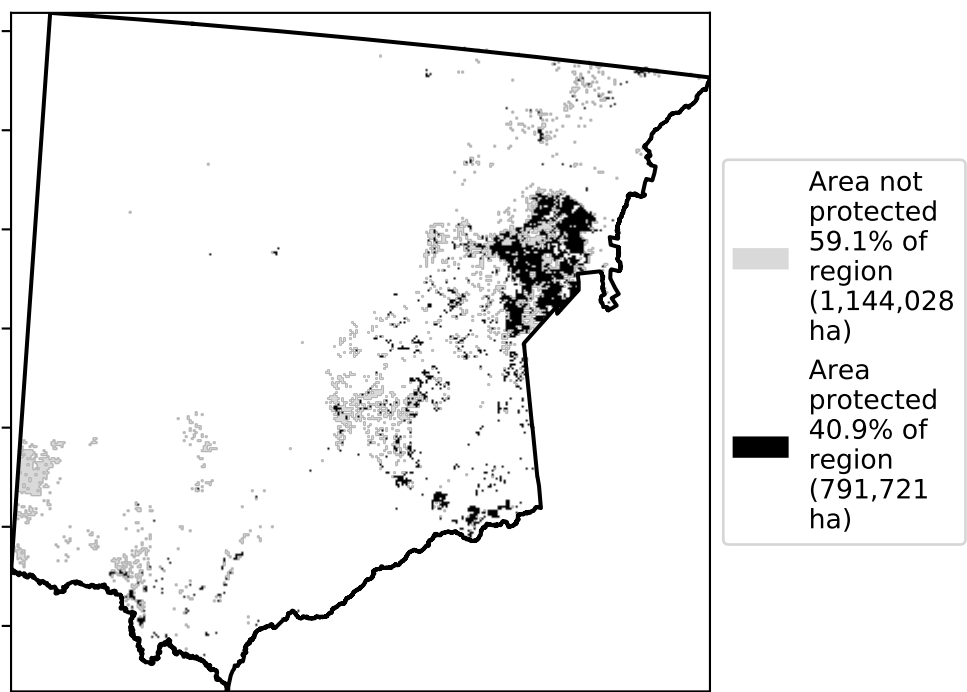 Area not
protected
59.1% of
region
(1,144,028
ha)
Area
protected
40.9% of
region
(791,721
ha)